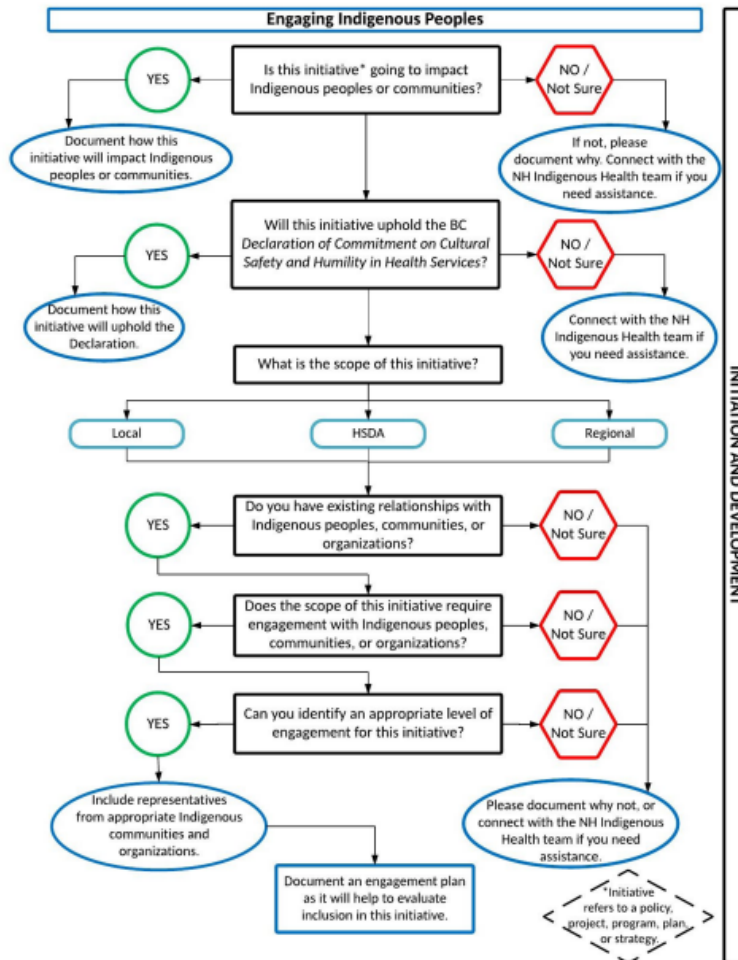 Engaging Indigenous Peoples
YES
Is this initiative* going to impact
Indigenous peoples or communities?
NO /
Not Sure
Document how this
initiative will impact Indigenous
peoples or communities.
If not, please
document why. Connect with the
NH Indigenous Health team if you
need assistance.
YES
Will this initiative uphold the BC
Declaration of Commitment on Cultural
Safety and Humility in Health Services?
NO /
Not Sure
Document how this
initiative will uphold the
Declaration.
Connect with the NH
Indigenous Health team if
you need assistance.
What is the scope of this initiative?
Local
HSDA
Regional
YES
Do you have existing relationships with
Indigenous peoples, communities, or
organizations?
NO /
Not Sure
YES
Does the scope of this initiative require
engagement with Indigenous peoples,
communities, or organizations?
NO /
Not Sure
YES
Can you identify an appropriate level of
engagement for this initiative?
NO /
Not Sure
Include representatives
from appropriate Indigenous
communities and
organizations.
Please document why not, or
connect with the NH Indigenous
Health team if you need
assistance.
Document an engagement plan
as it will help to evaluate
inclusion in this initiative.
*Initiative
refers to a policy,
project, program, plan,
or strategy.
INITIATION AND DEVELOPMENT